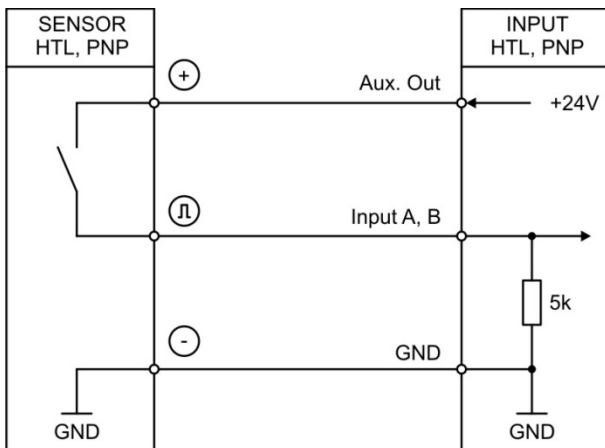 SENSOR
HTL, PNP
INPUT
HTL, PNP
+
Aux. Out
+24V
Input A, B
5k
-
GND
GND
GND